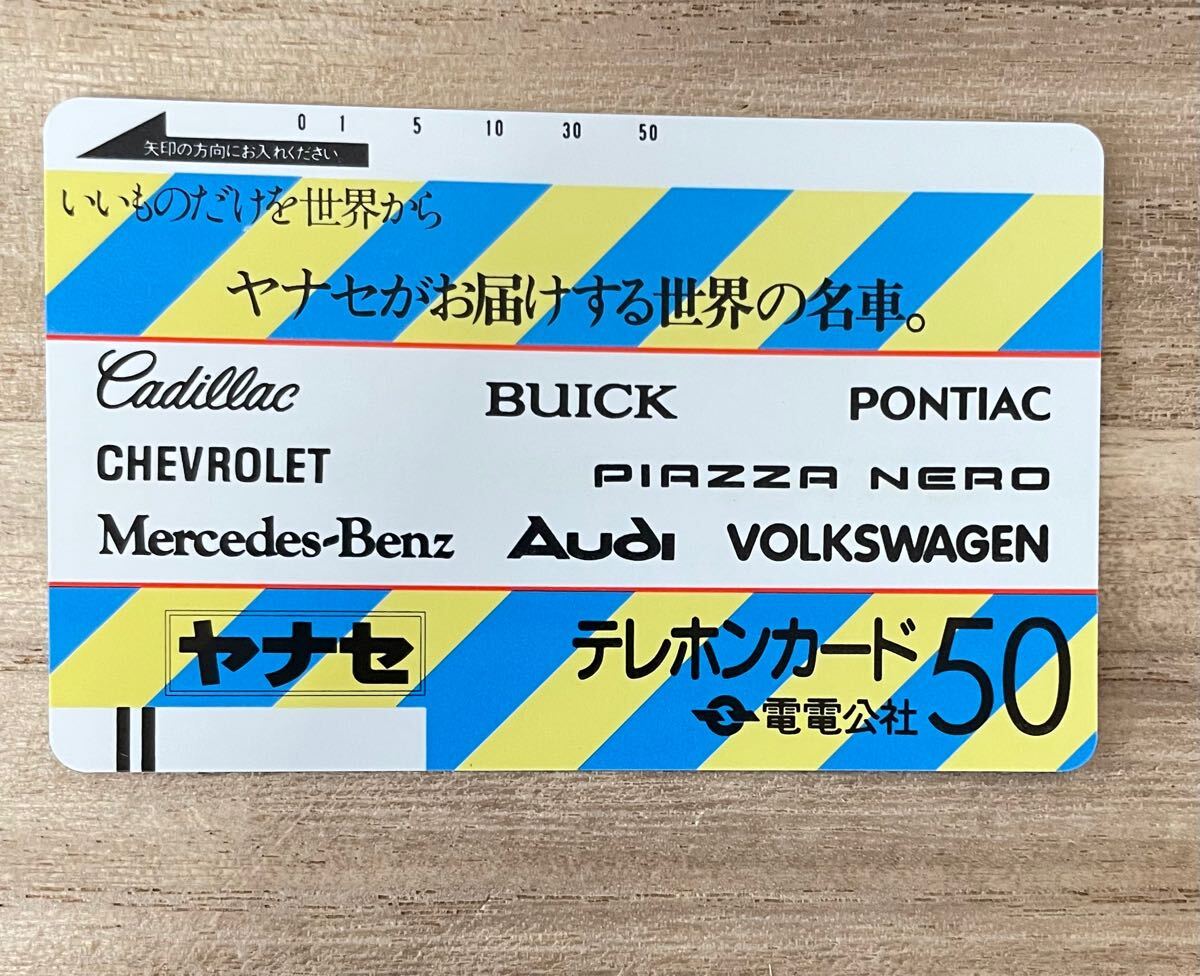 0 1 5 10 30 50
矢印の方向にお入れください
いいものだけを世界から
ヤナセがお届けする世界の名車。
Cadillac BUICK PONTIAC
CHEVROLET PIAZZA NERO
Mercedes-Benz Audi VOLKSWAGEN
ヤナセ テレホンカード 50
電電公社